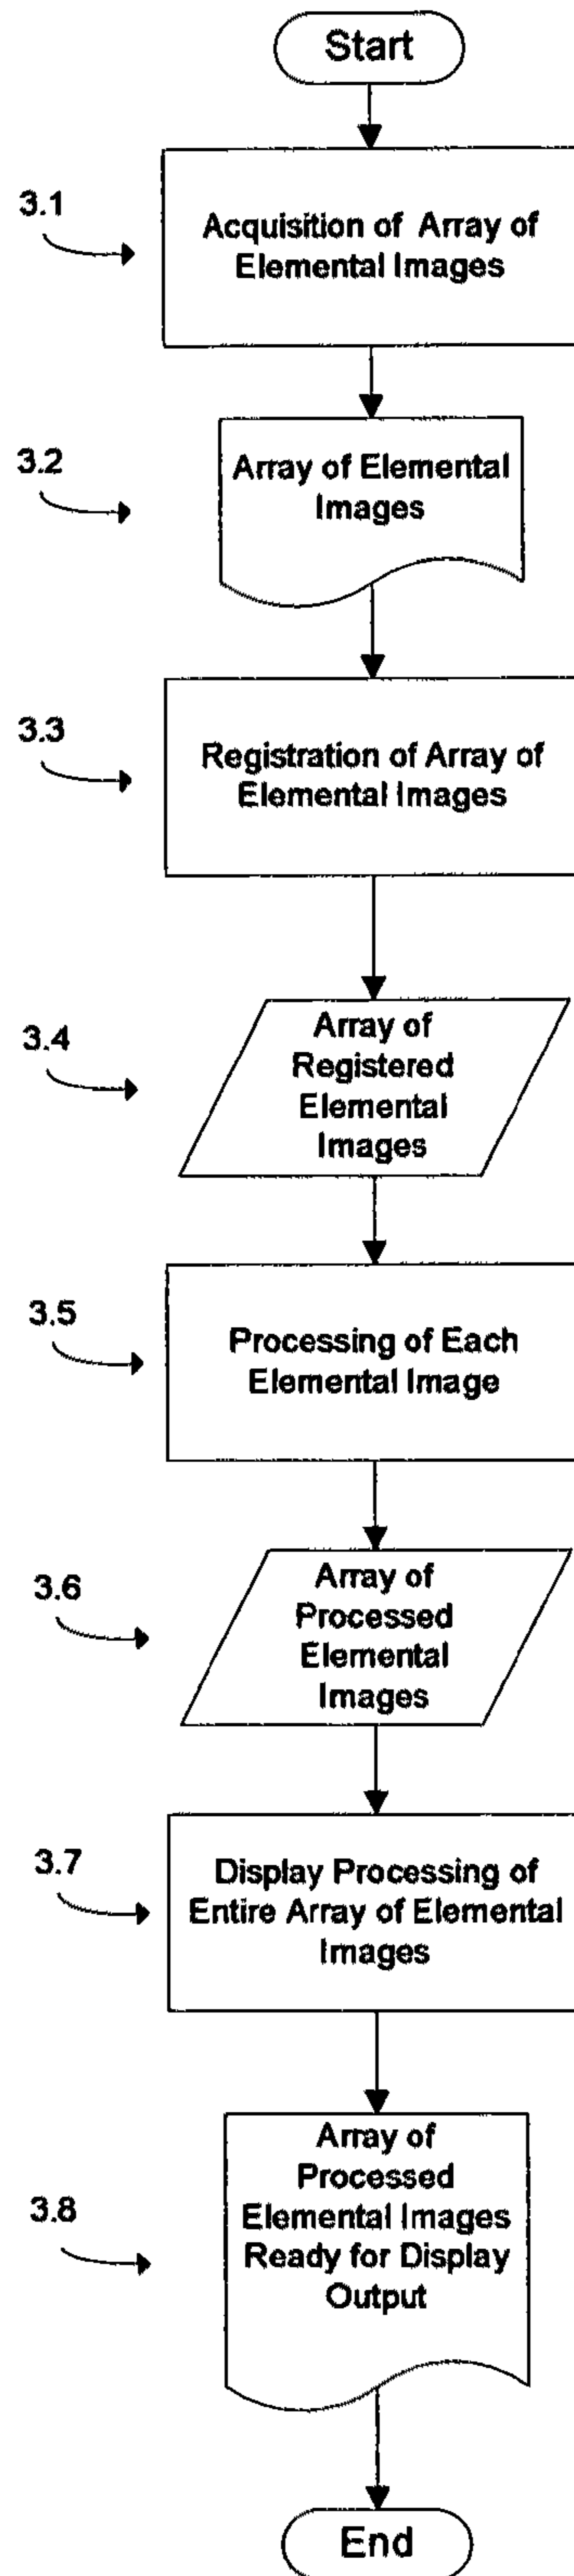 Start
3.1
Acquisition of Array of
Elemental Images
3.2
Array of Elemental
Images
3.3
Registration of Array of
Elemental Images
3.4
Array of
Registered
Elemental
Images
3.5
Processing of Each
Elemental Image
3.6
Array of
Processed
Elemental
Images
3.7
Display Processing of
Entire Array of Elemental
Images
3.8
Array of
Processed
Elemental Images
Ready for Display
Output
End